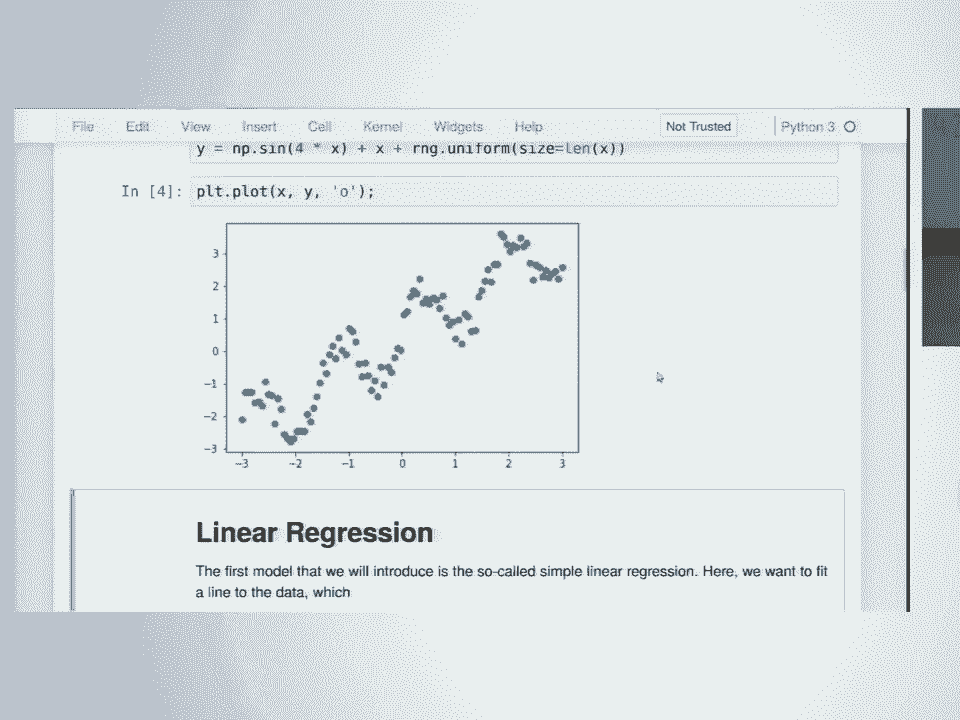 File Edit View Insert Cell Kernel Widgets Help Not Trusted Python 3
y = np.sin(4 * x) + x + rng.uniform(size=len(x))
In [4]: plt.plot(x, y, 'o');
3
2
1
0
−1
−2
−3
−3 −2 −1 0 1 2 3
Linear Regression
The first model that we will introduce is the so-called simple linear regression. Here, we want to fit
a line to the data, which